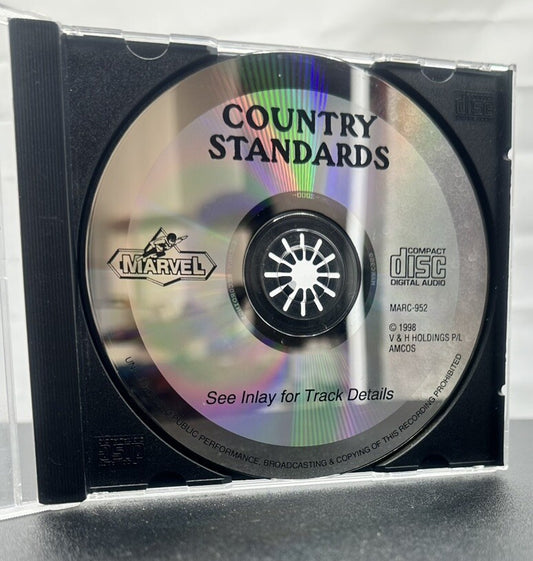 COUNTRY
STANDARDS
MARVEL
COMPACT
disc
DIGITAL AUDIO
MARC-952
© 1998
V & H HOLDINGS P/L
AMCOS
See Inlay for Track Details
PUBLIC PERFORMANCE, BROADCASTING & COPYING OF THIS RECORDING PROHIBITED